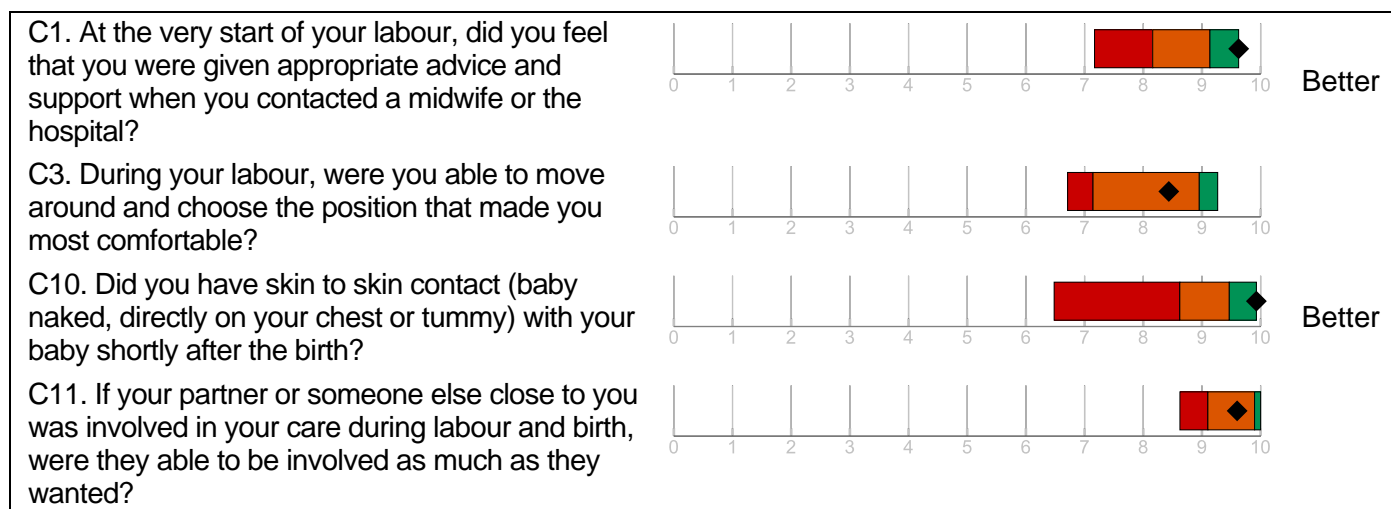 C1. At the very start of your labour, did you feel
that you were given appropriate advice and
support when you contacted a midwife or the
hospital?
0 1 2 3 4 5 6 7 8 9 10
Better
C3. During your labour, were you able to move
around and choose the position that made you
most comfortable?
0 1 2 3 4 5 6 7 8 9 10
C10. Did you have skin to skin contact (baby
naked, directly on your chest or tummy) with your
baby shortly after the birth?
0 1 2 3 4 5 6 7 8 9 10
Better
C11. If your partner or someone else close to you
was involved in your care during labour and birth,
were they able to be involved as much as they
wanted?
0 1 2 3 4 5 6 7 8 9 10